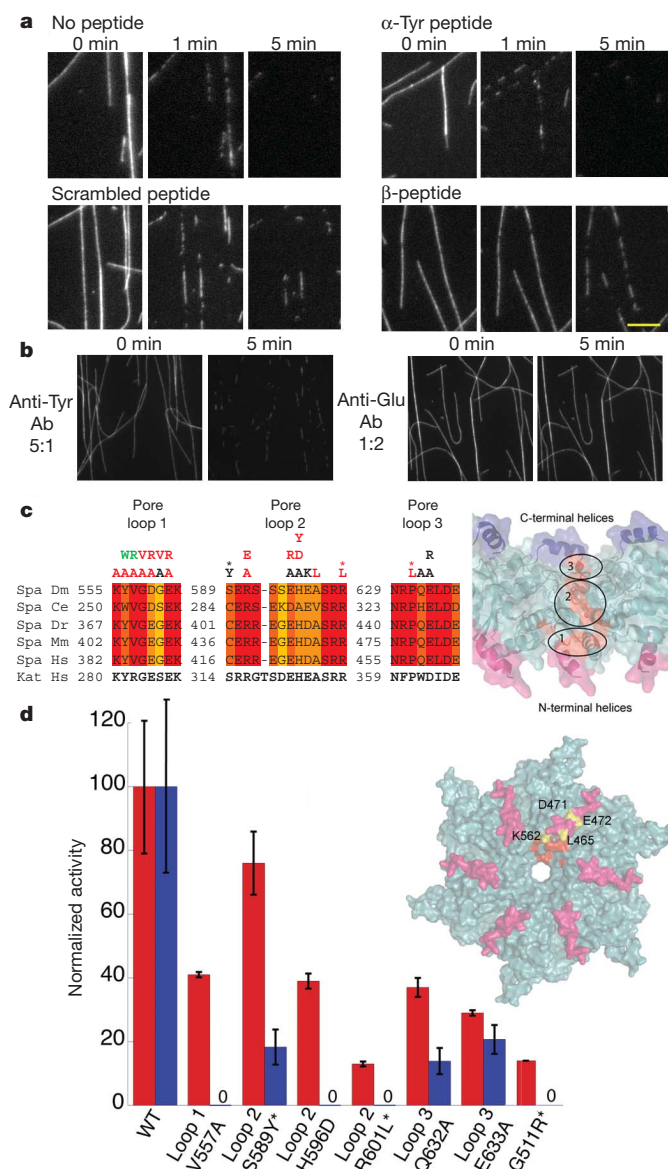 a
No peptide
0 min 1 min 5 min
α-Tyr peptide
0 min 1 min 5 min
Scrambled peptide
β-peptide
b
0 min 5 min
Anti-Tyr
Ab
5:1
0 min 5 min
Anti-Glu
Ab
1:2
c
Pore
loop 1
Pore
loop 2
Pore
loop 3
Y
WRVRVR E RD R
* * *
AAAAAAA Y A AAKL L LAA
Spa Dm 555 KYVGDGEK 589 SERS-SSEHEASRR 629 NRPQELDE
Spa Ce 250 KWVGDSEK 284 CERS-EKDAEVSRR 323 NRPHELDE
Spa Dr 367 KYVGEGEK 401 CERR-EGEHDASRR 440 NRPQELDE
Spa Mm 402 KYVGEGEK 436 CERR-EGEHDASRR 475 NRPQELDE
Spa Hs 382 KYVGEGEK 416 CERR-EGEHDASRR 455 NRPQELDE
Kat Hs 280 KYRGESEK 314 SRRGTSDEHEASRR 359 NFPWDIDE
C-terminal helices
3
2
1
N-terminal helices
d
D471
E472
K562
L465
Normalized activity
120
100
80
60
40
20
0
0 0 0 0
WT
Loop 1
V557A
Loop 2
S589Y*
Loop 2
H596D
Loop 2
R601L*
Loop 3
Q632A
Loop 3
E633A
G511R*